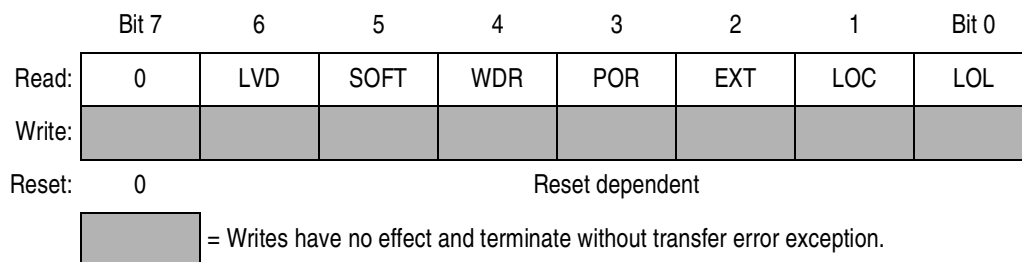 Bit 7 6 5 4 3 2 1 Bit 0
Read: 0 LVD SOFT WDR POR EXT LOC LOL
Write:
Reset: 0 Reset dependent
= Writes have no effect and terminate without transfer error exception.